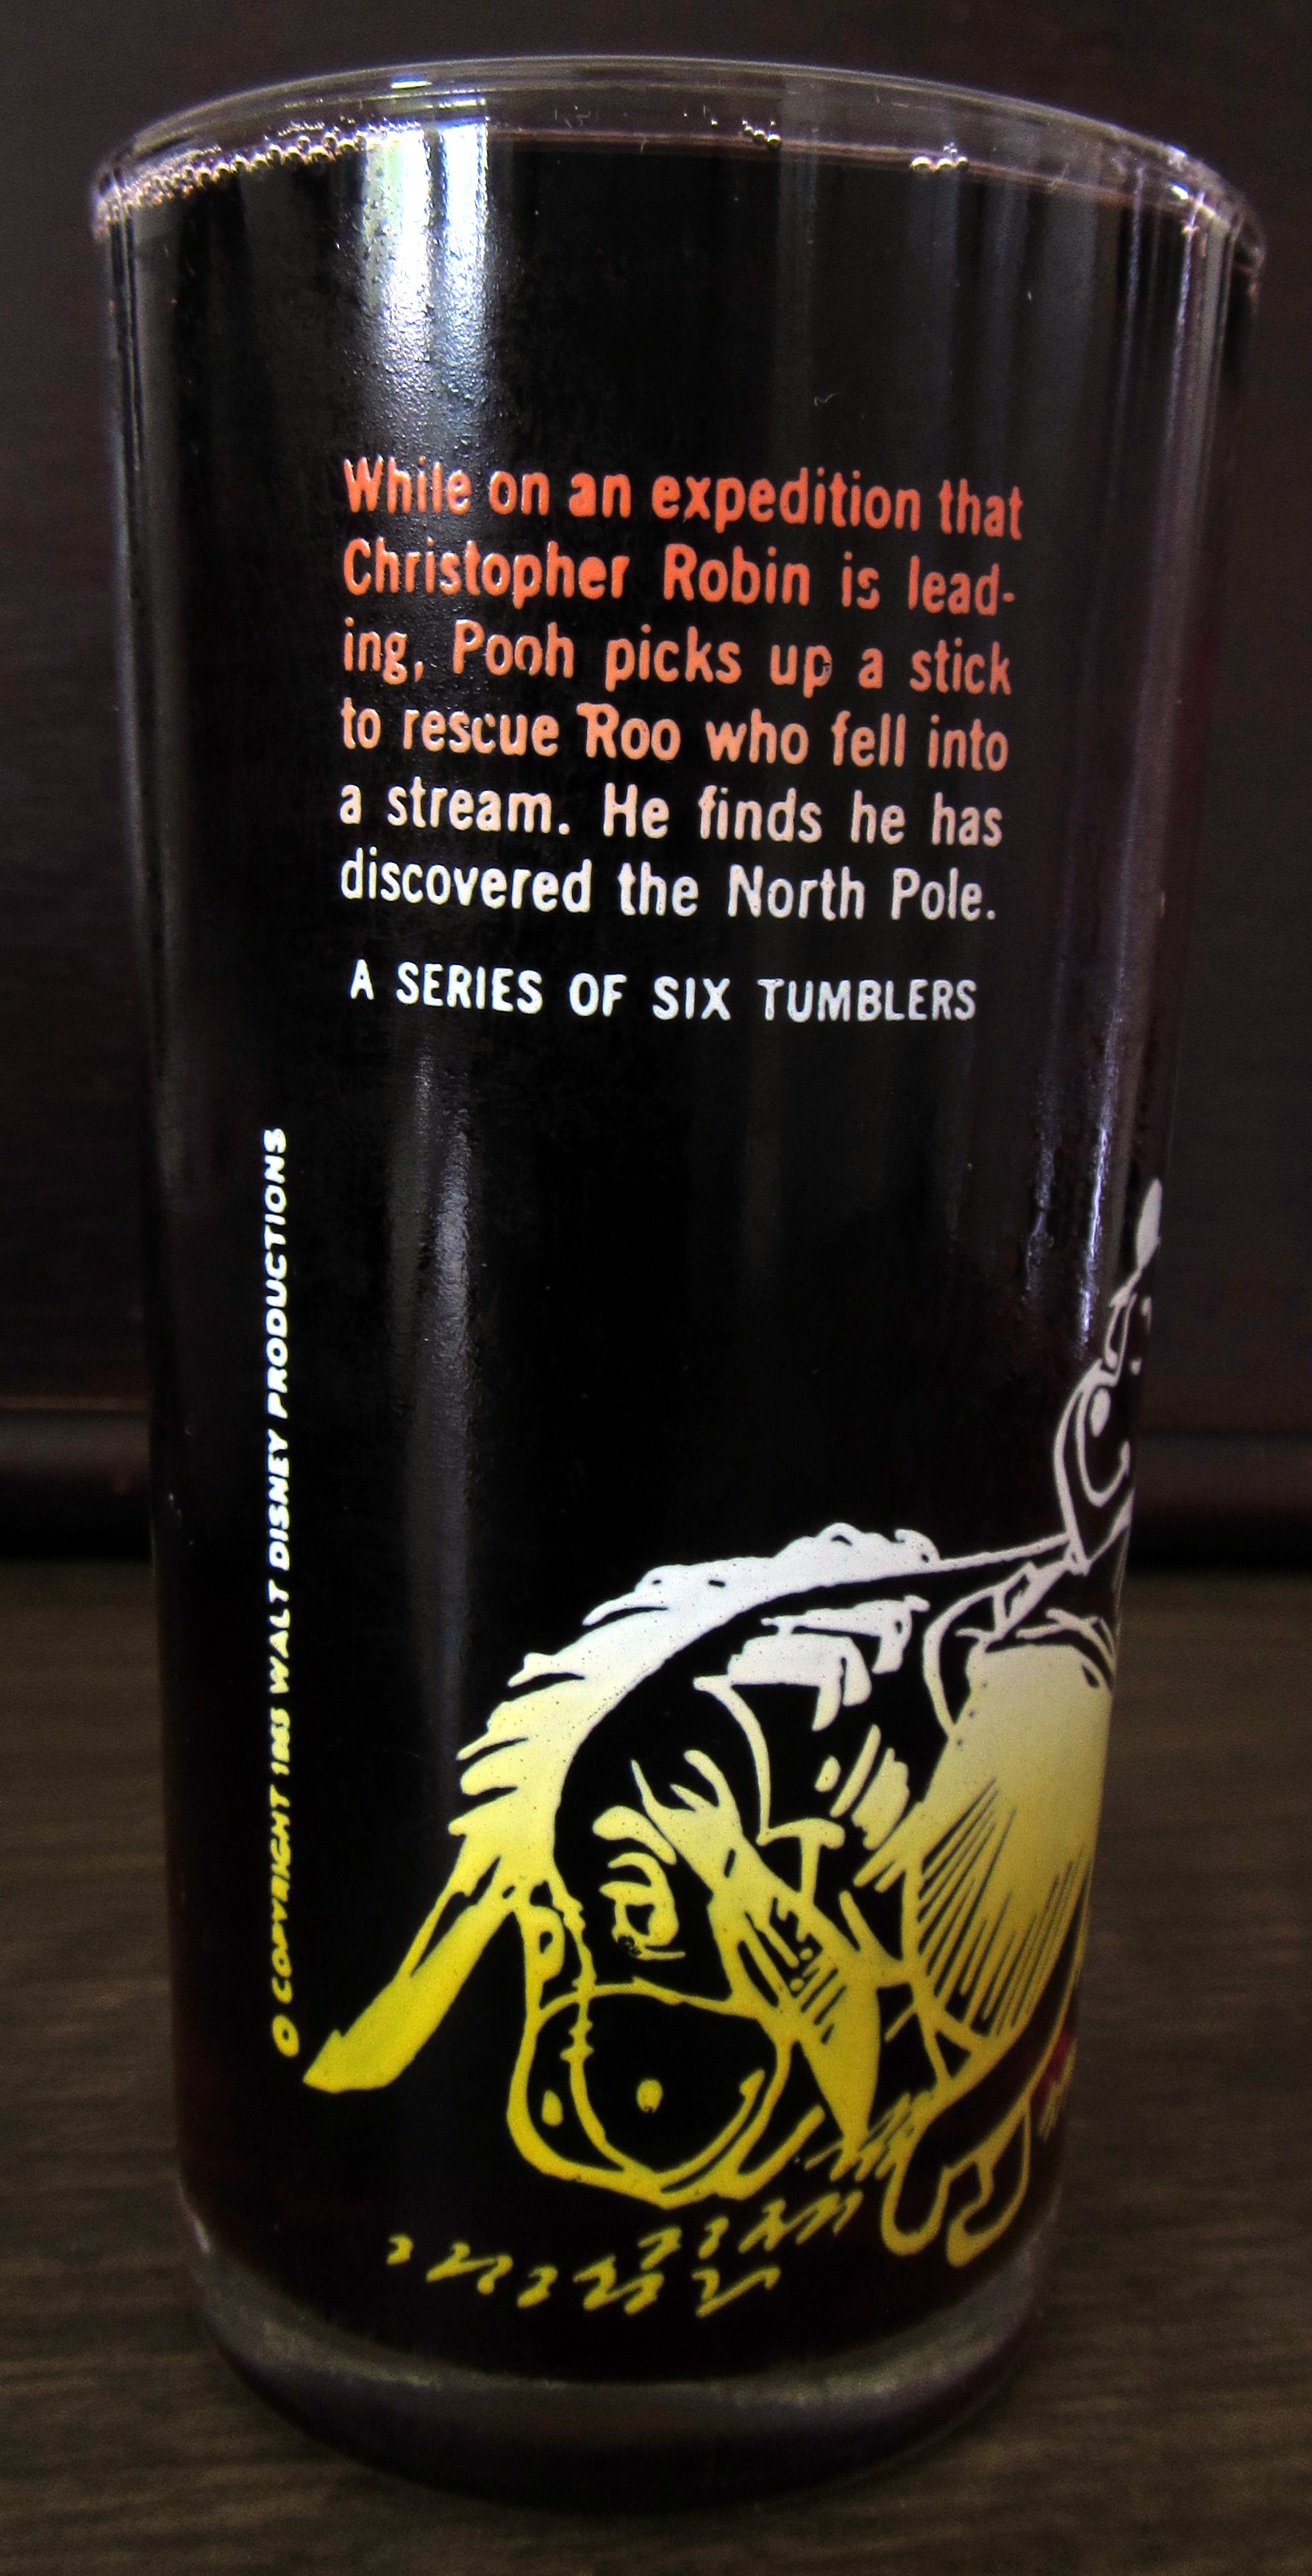 While on an expedition that
Christopher Robin is lead-
ing, Pooh picks up a stick
to rescue Roo who fell into
a stream. He finds he has
discovered the North Pole.
A SERIES OF SIX TUMBLERS
© COPYRIGHT 1965 WALT DISNEY PRODUCTIONS